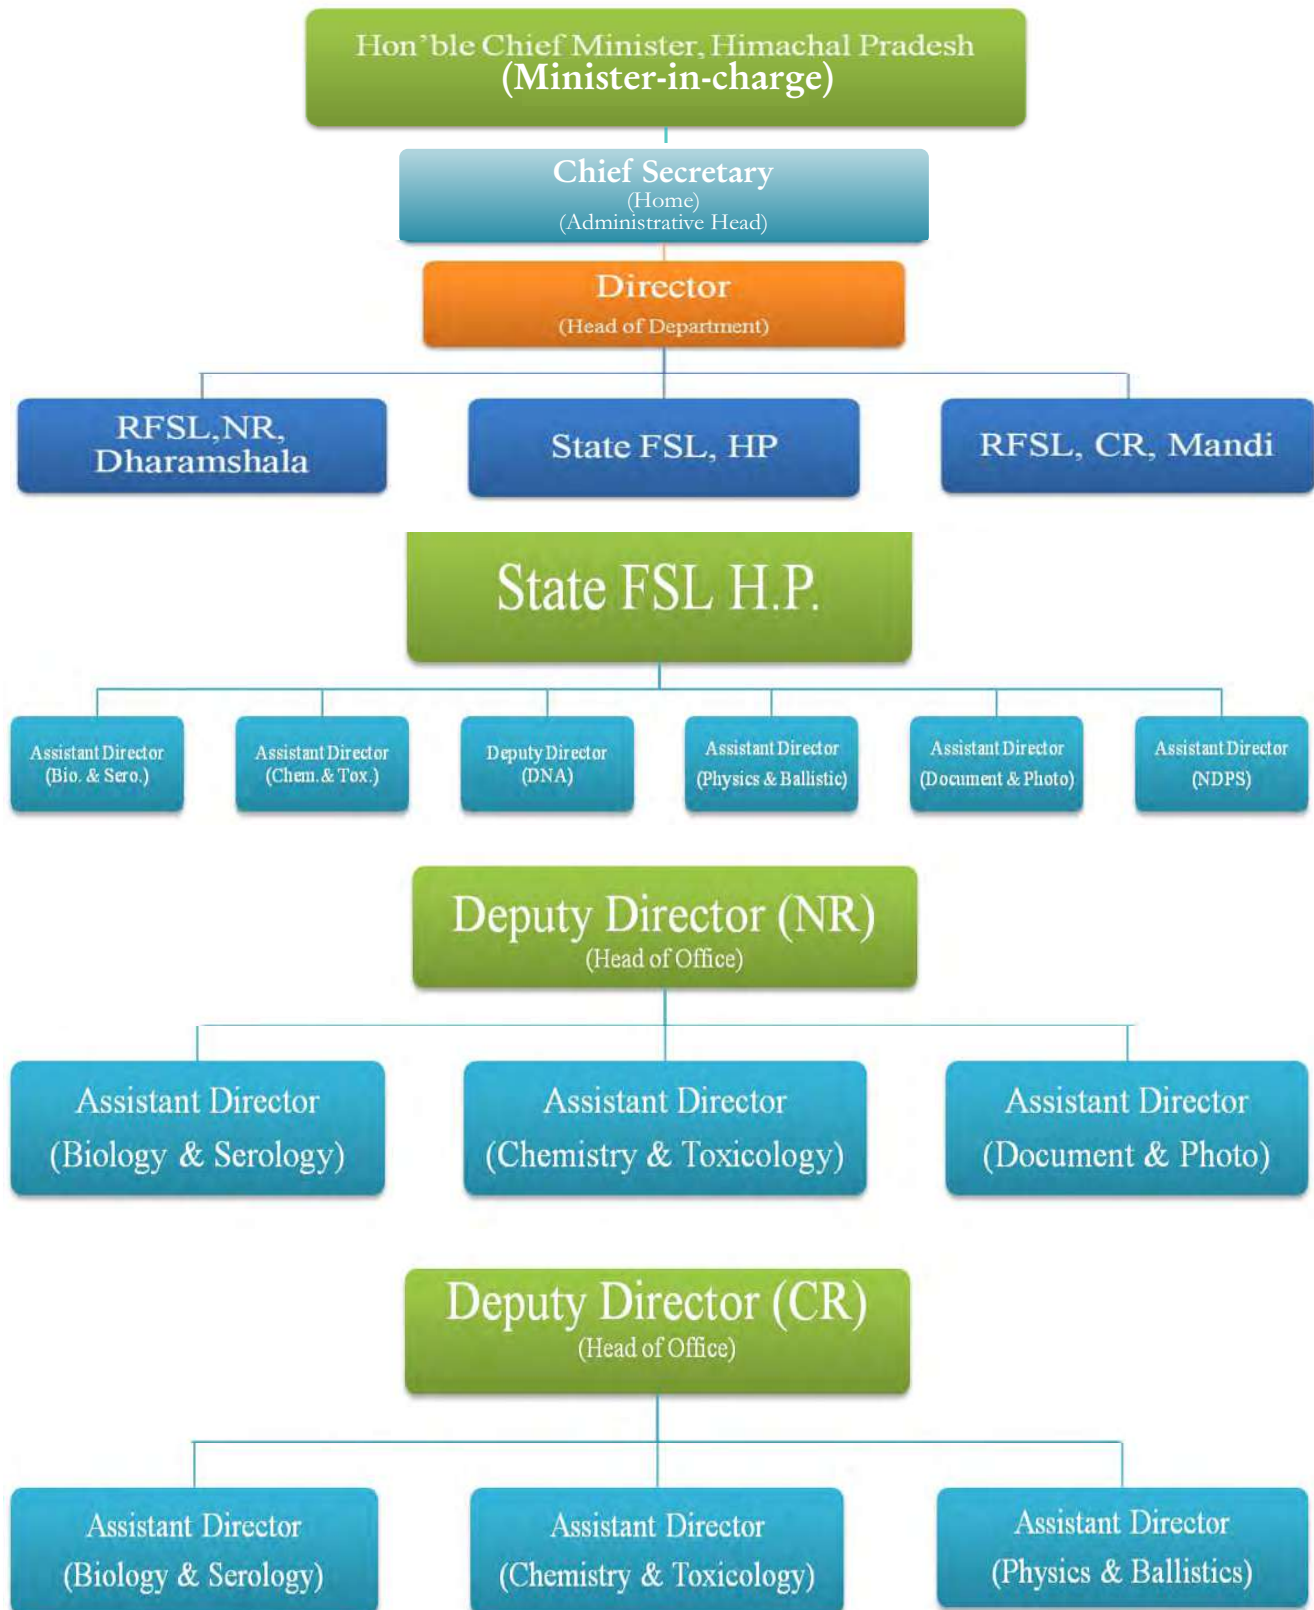 Hon'ble Chief Minister, Himachal Pradesh
(Minister-in-charge)
Chief Secretary
(Home)
(Administrative Head)
Director
(Head of Department)
RFSL,NR,
Dharamshala
State FSL, HP
RFSL, CR, Mandi
State FSL H.P.
Assistant Director
(Bio. & Sero.)
Assistant Director
(Chem. & Tox.)
Deputy Director
(DNA)
Assistant Director
(Physics & Ballistic)
Assistant Director
(Document & Photo)
Assistant Director
(NDPS)
Deputy Director (NR)
(Head of Office)
Assistant Director
(Biology & Serology)
Assistant Director
(Chemistry & Toxicology)
Assistant Director
(Document & Photo)
Deputy Director (CR)
(Head of Office)
Assistant Director
(Biology & Serology)
Assistant Director
(Chemistry & Toxicology)
Assistant Director
(Physics & Ballistics)